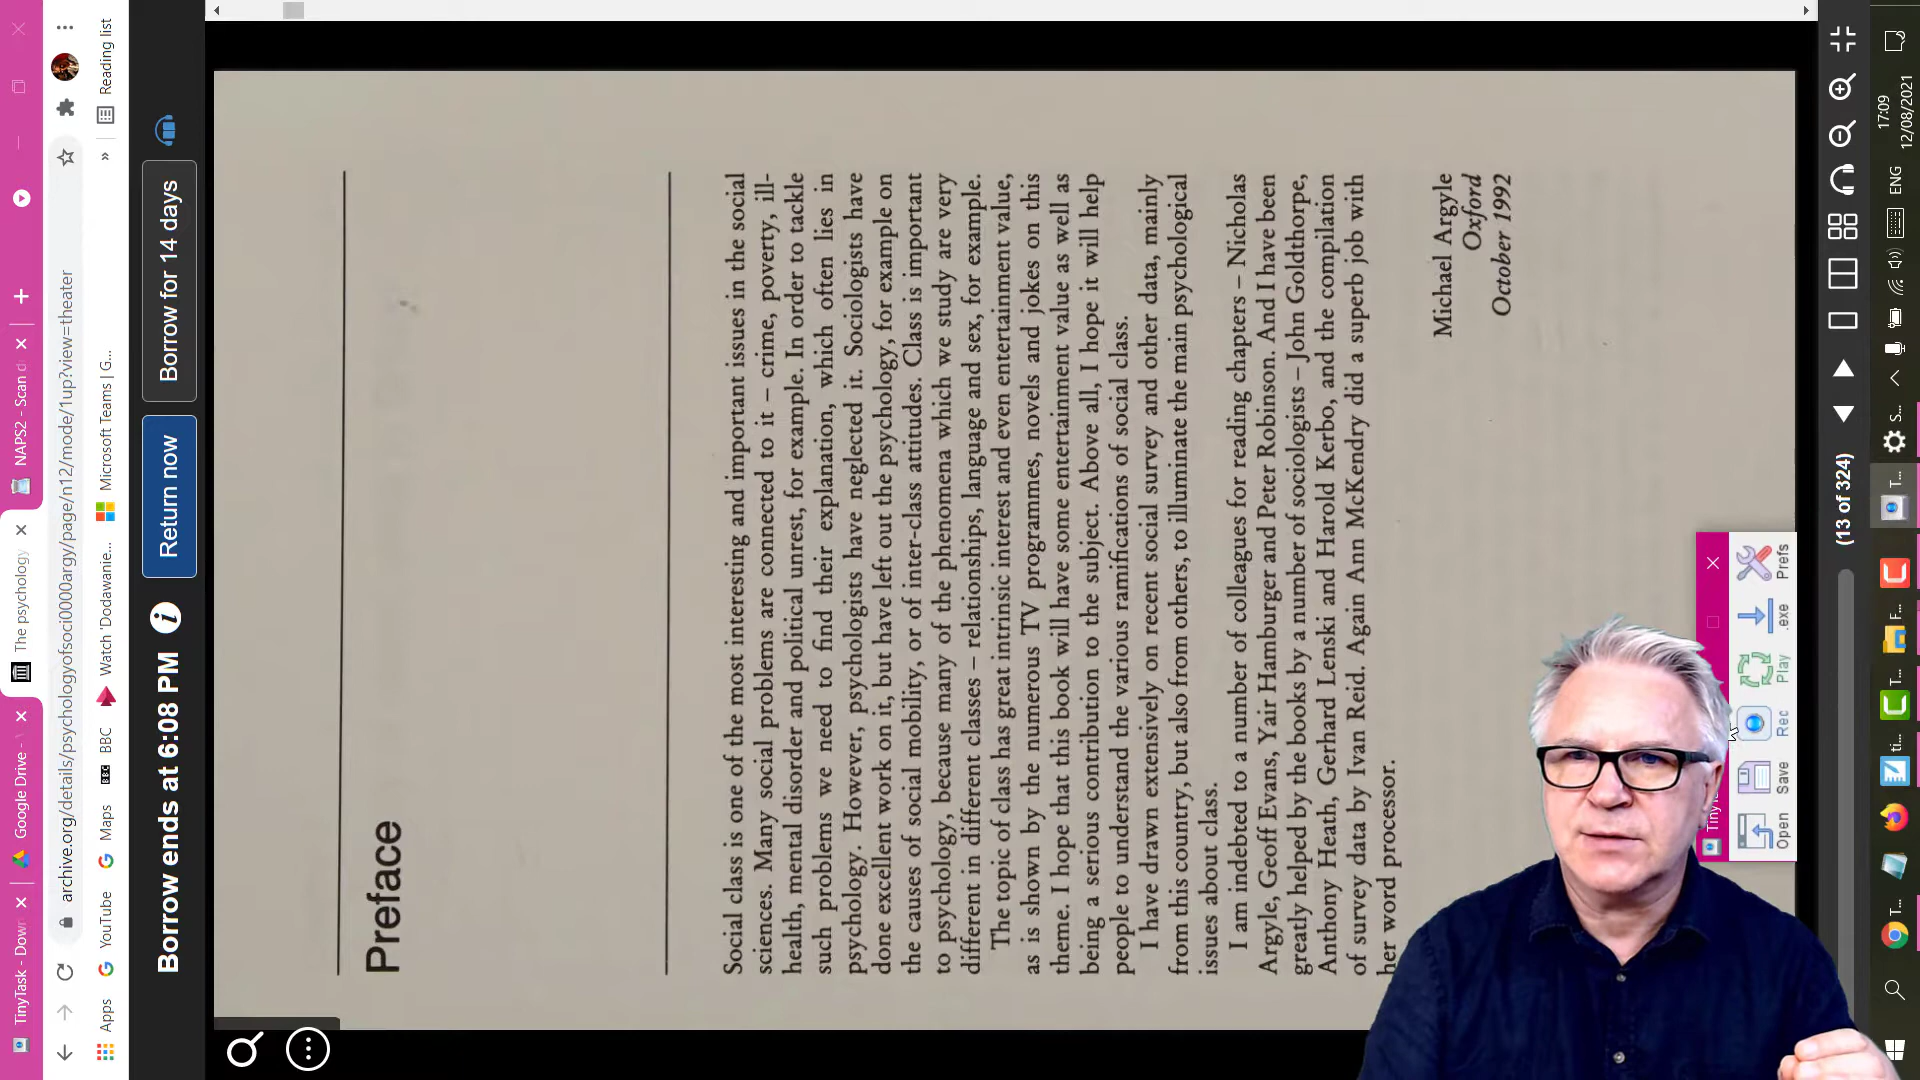 TinyTask - Dow
Google Drive -
The psychology
NAPS2 - Scan d
archive.org/details/psychologyofsoci0000argy/page/n12/mode/1up?view=theater
Apps
YouTube
Maps
BBC
Watch 'Dodawanie...
Microsoft Teams | G...
»
Reading list
Borrow ends at 6:08 PM
Return now
Borrow for 14 days
Preface
Social class is one of the most interesting and important issues in the social
sciences. Many social problems are connected to it – crime, poverty, ill-
health, mental disorder and political unrest, for example. In order to tackle
such problems we need to find their explanation, which often lies in
psychology. However, psychologists have neglected it. Sociologists have
done excellent work on it, but have left out the psychology, for example on
the causes of social mobility, or of inter-class attitudes. Class is important
to psychology, because many of the phenomena which we study are very
different in different classes – relationships, language and sex, for example.
The topic of class has great intrinsic interest and even entertainment value,
as is shown by the numerous TV programmes, novels and jokes on this
theme. I hope that this book will have some entertainment value as well as
being a serious contribution to the subject. Above all, I hope it will help
people to understand the various ramifications of social class.
I have drawn extensively on recent social survey and other data, mainly
from this country, but also from others, to illuminate the main psychological
issues about class.
I am indebted to a number of colleagues for reading chapters – Nicholas
Argyle, Geoff Evans, Yair Hamburger and Peter Robinson. And I have been
greatly helped by the books by a number of sociologists – John Goldthorpe,
Anthony Heath, Gerhard Lenski and Harold Kerbo, and the compilation
of survey data by Ivan Reid. Again Ann McKendry did a superb job with
her word processor.
Michael Argyle
Oxford
October 1992
Tiny
Open
Save
Rec
Play
.exe
Prefs
(13 of 324)
T...
ti...
T...
F...
T...
S...
ENG
17:09
12/08/2021